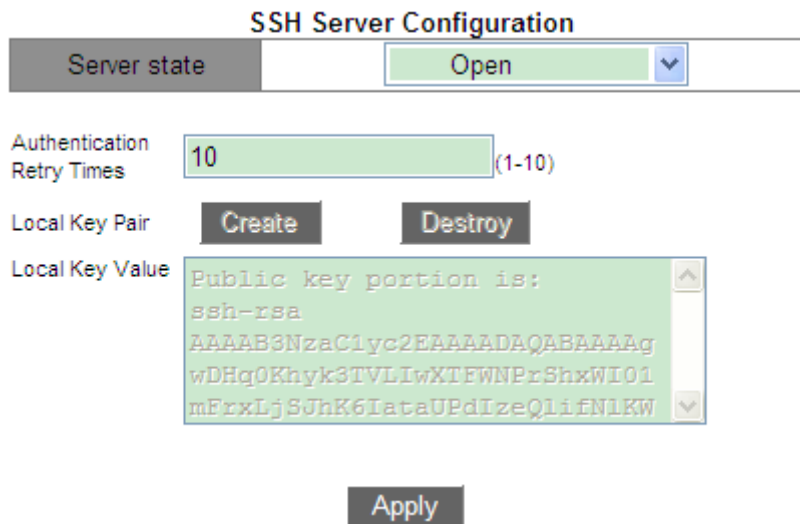 SSH Server Configuration
Server state Open
Authentication
Retry Times 10 (1-10)
Local Key Pair Create Destroy
Local Key Value Public key portion is:
ssh-rsa
AAAAB3NzaC1yc2EAAAADAQABAAAAg
wDHq0Khyk3TVLIwXTFWNPrShxWI01
mFrxLjSJhK6IataUPdIzeQlifNlKW
Apply